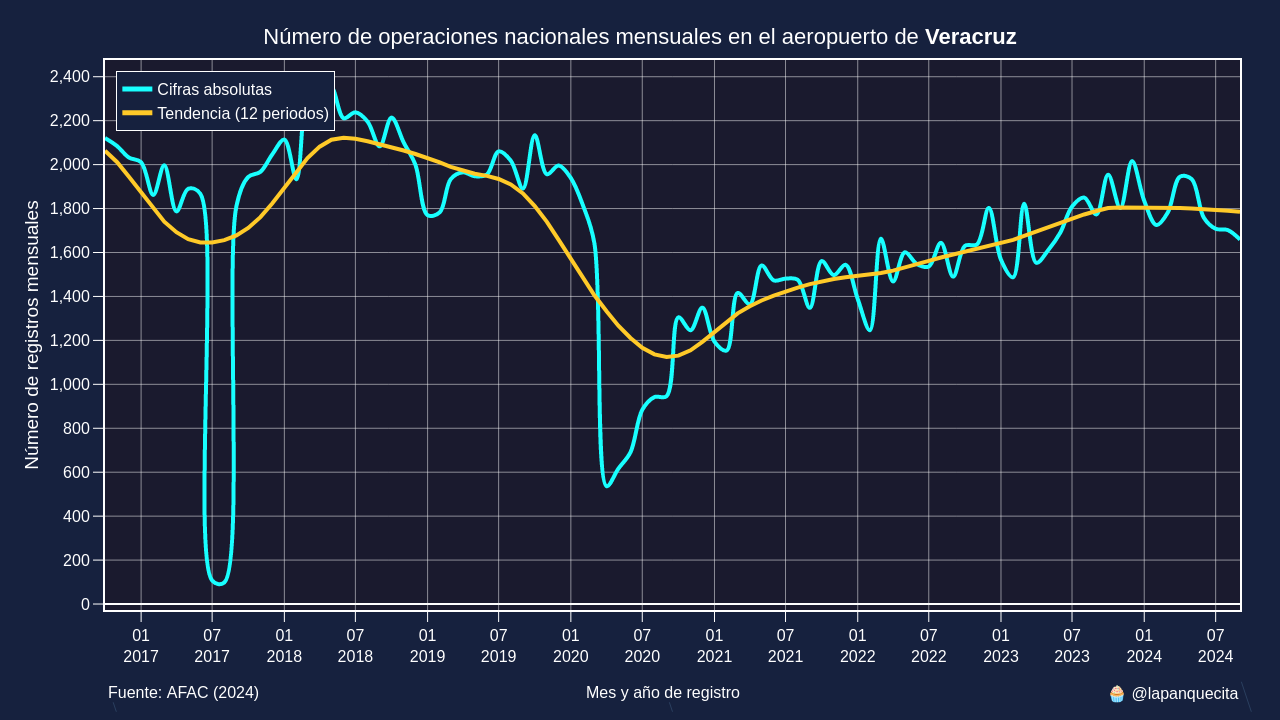 Número de operaciones nacionales mensuales en el aeropuerto de Veracruz
Cifras absolutas
Tendencia (12 periodos)
Número de registros mensuales
2,400
2,200
2,000
1,800
1,600
1,400
1,200
1,000
800
600
400
200
0
01 07 01 07 01 07 01 07 01 07 01 07 01 07 01 07
2017 2017 2018 2018 2019 2019 2020 2020 2021 2021 2022 2022 2023 2023 2024 2024
Fuente: AFAC (2024)
Mes y año de registro
🧁 @lapanquecita